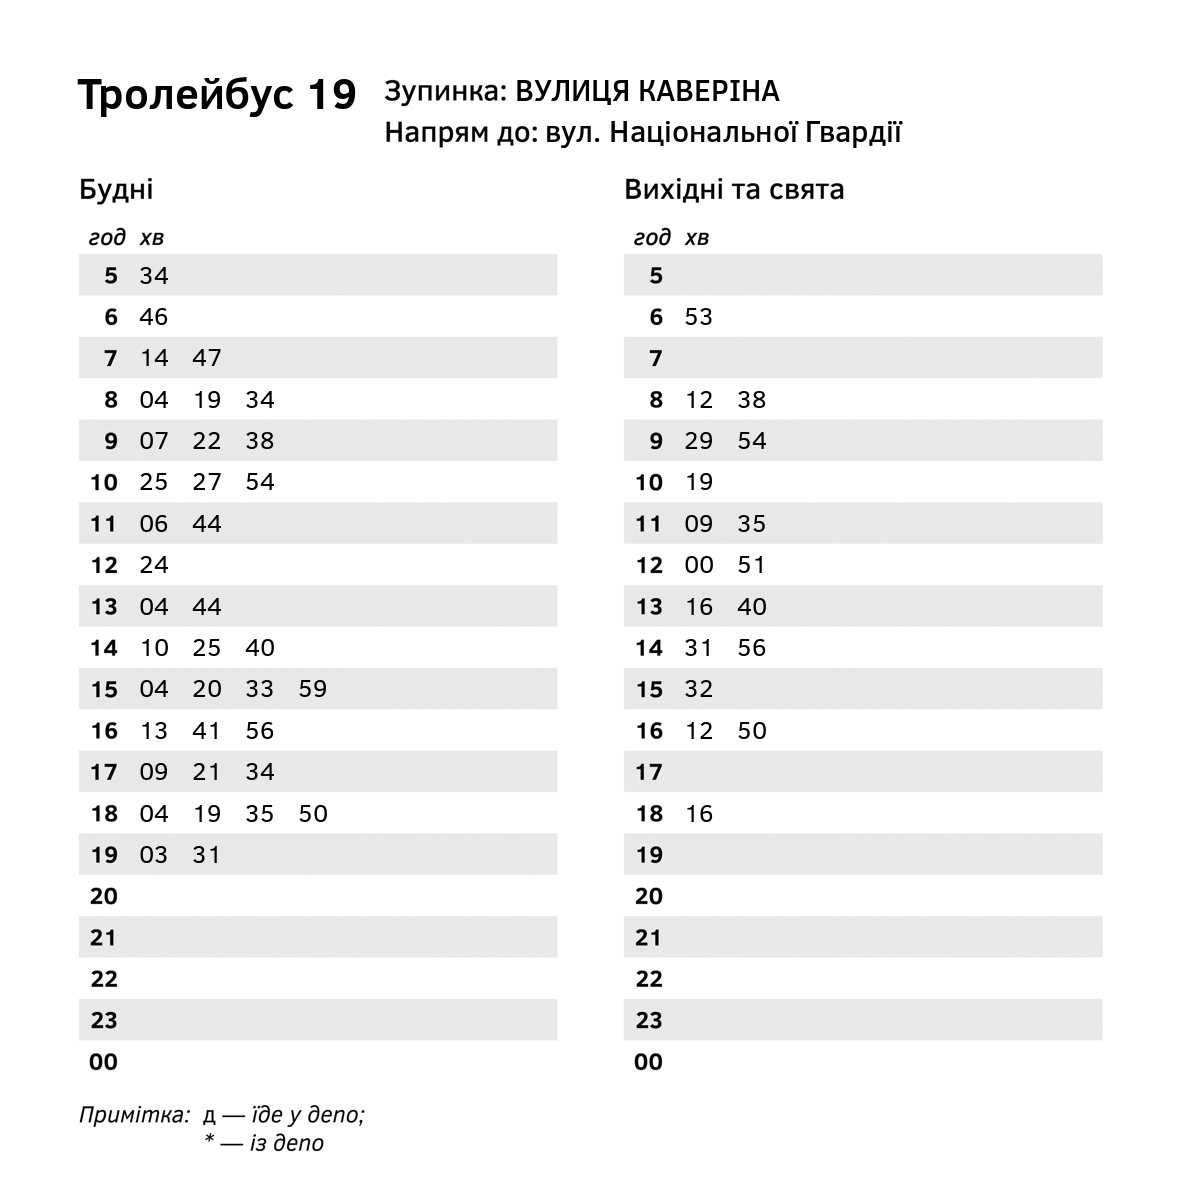 Тролейбус 19
Зупинка: ВУЛИЦЯ КАВЕРІНА
Напрям до: вул. Національної Гвардії
Будні
год хв
5 34
6 46
7 14 47
8 04 19 34
9 07 22 38
10 25 27 54
11 06 44
12 24
13 04 44
14 10 25 40
15 04 20 33 59
16 13 41 56
17 09 21 34
18 04 19 35 50
19 03 31
20
21
22
23
00
Вихідні та свята
год хв
5
6 53
7
8 12 38
9 29 54
10 19
11 09 35
12 00 51
13 16 40
14 31 56
15 32
16 12 50
17
18 16
19
20
21
22
23
00
Примітка: д — їде у депо;
* — із депо